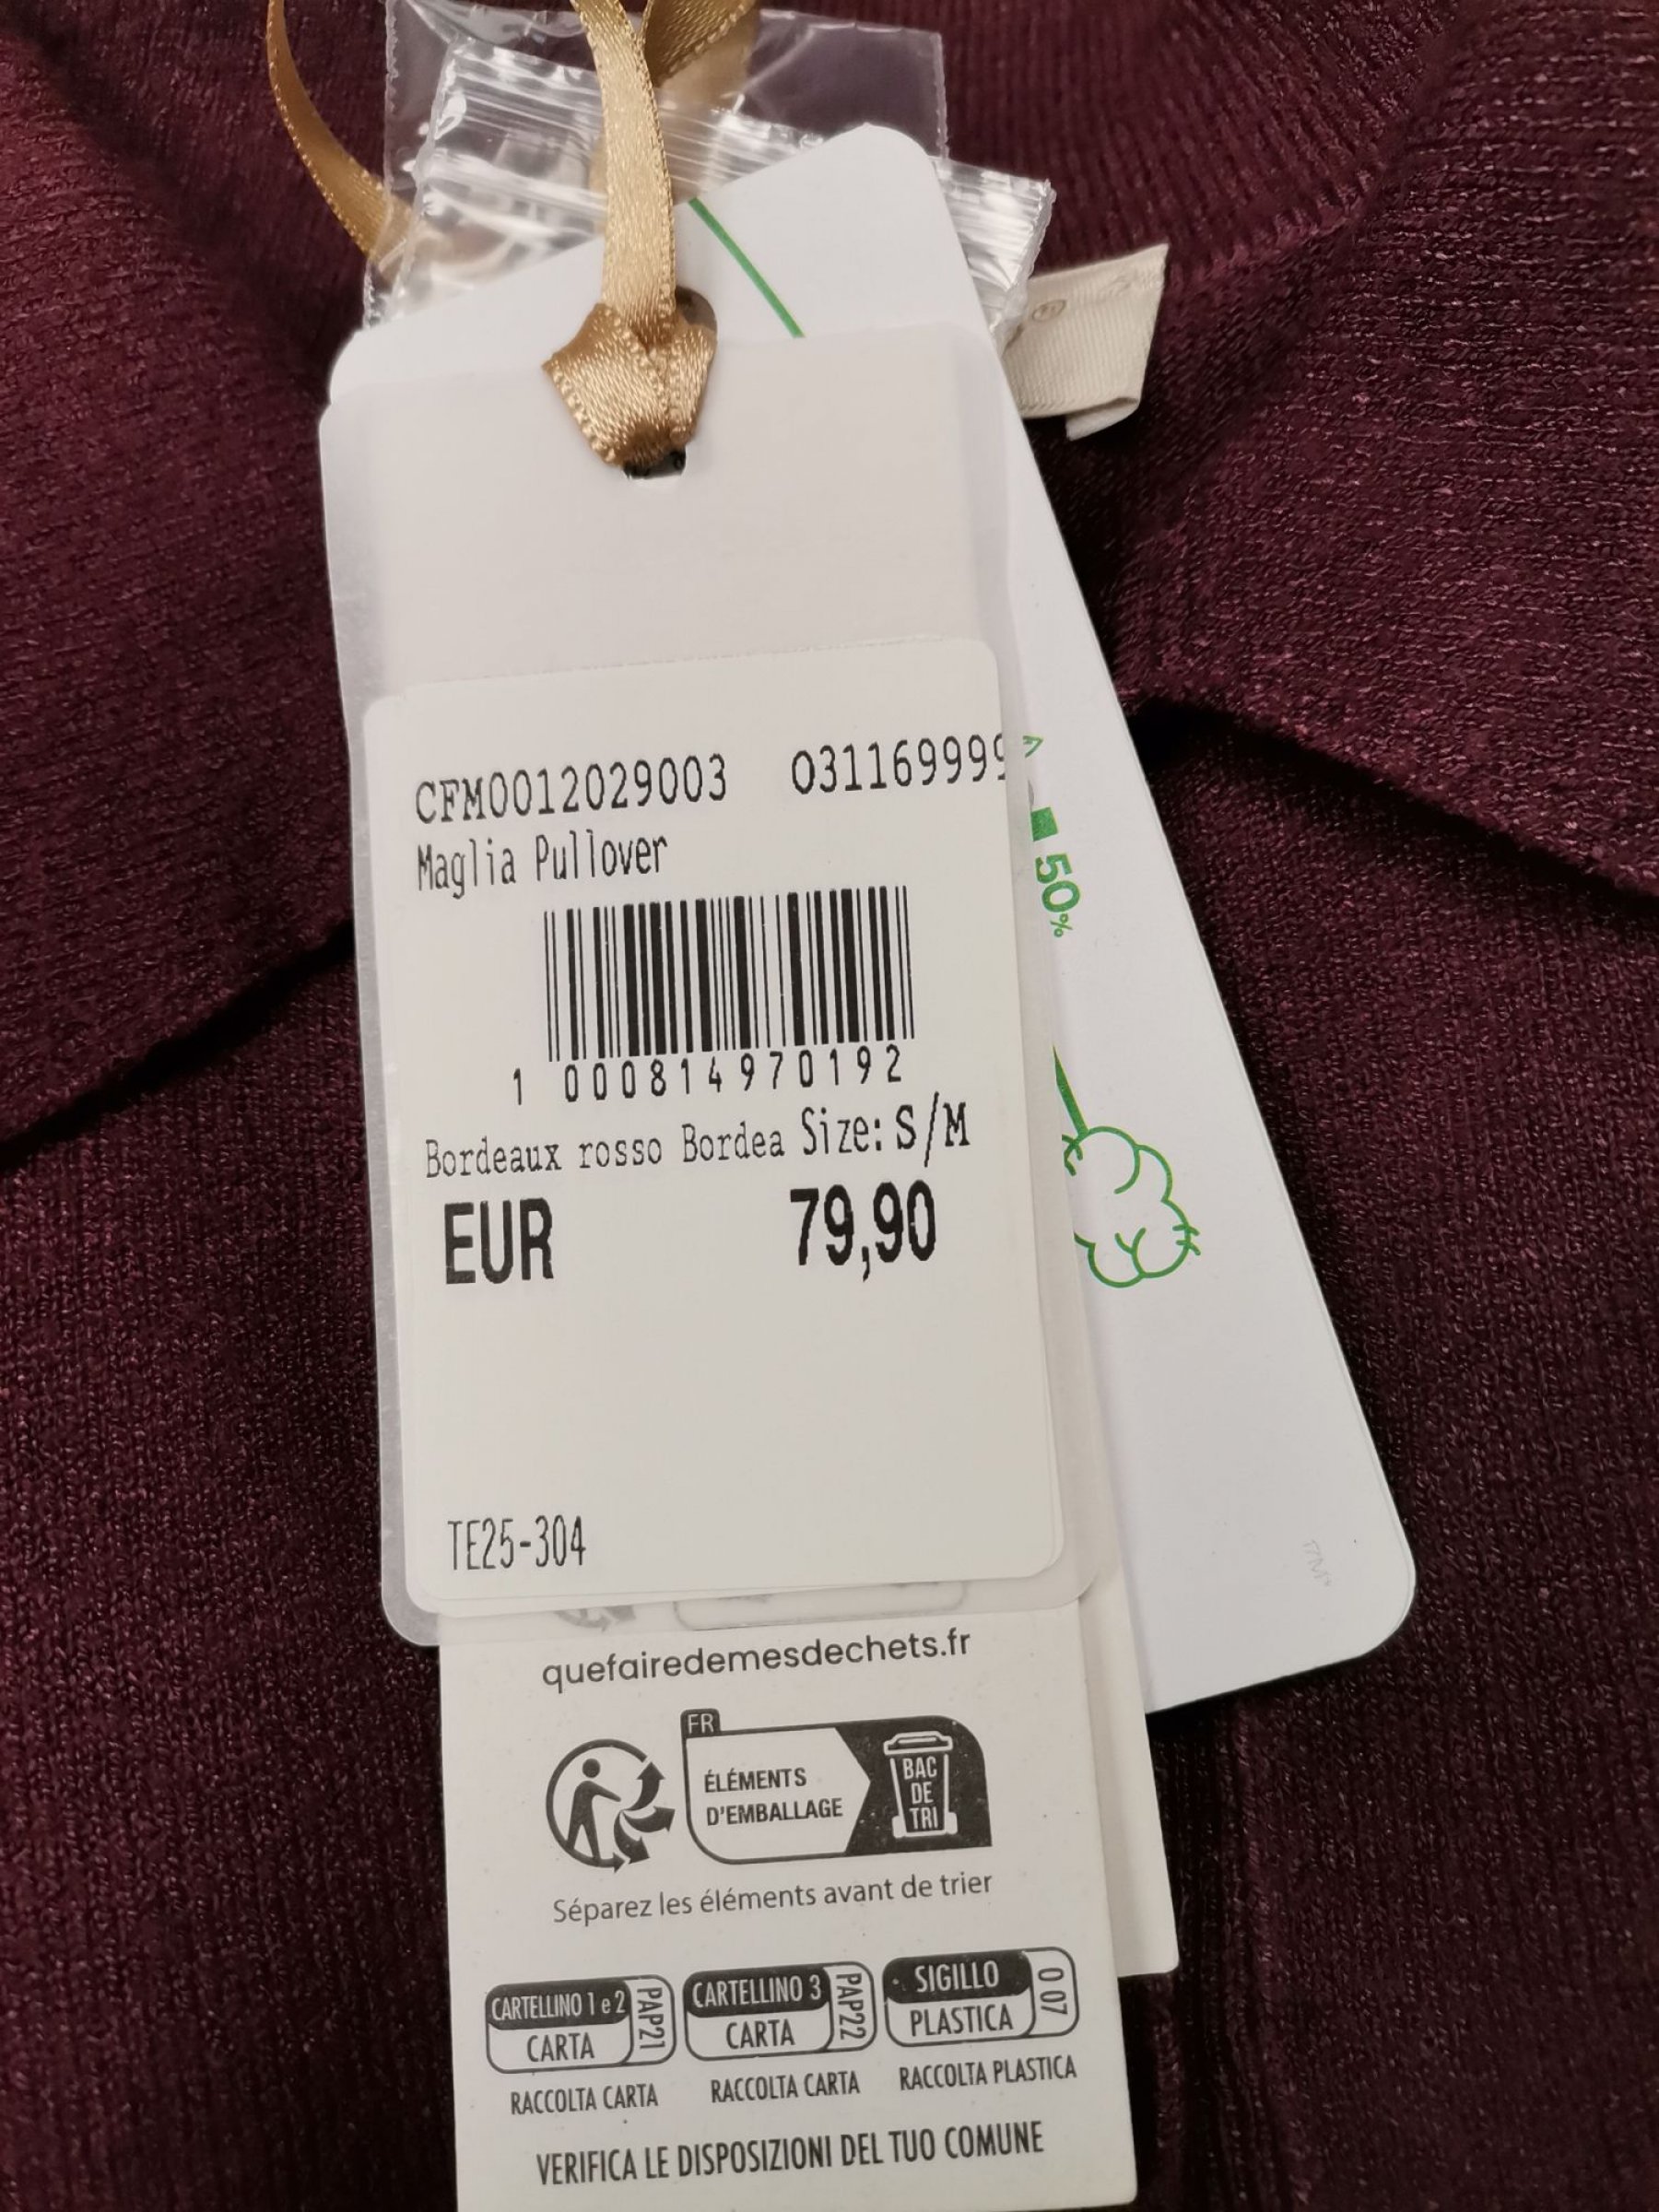 CFM0012029003 031169999
Maglia Pullover
50%
1 000814970192
Bordeaux rosso Bordea Size: S/M
EUR 79,90
TE25-304
quefairedemesdechets.fr
FR
ÉLÉMENTS
D'EMBALLAGE
BAC
DE
TRI
Séparez les éléments avant de trier
CARTELLINO 1 e 2
CARTA
PAP21
RACCOLTA CARTA
CARTELLINO 3
CARTA
PAP22
RACCOLTA CARTA
SIGILLO
PLASTICA
0 07
RACCOLTA PLASTICA
VERIFICA LE DISPOSIZIONI DEL TUO COMUNE